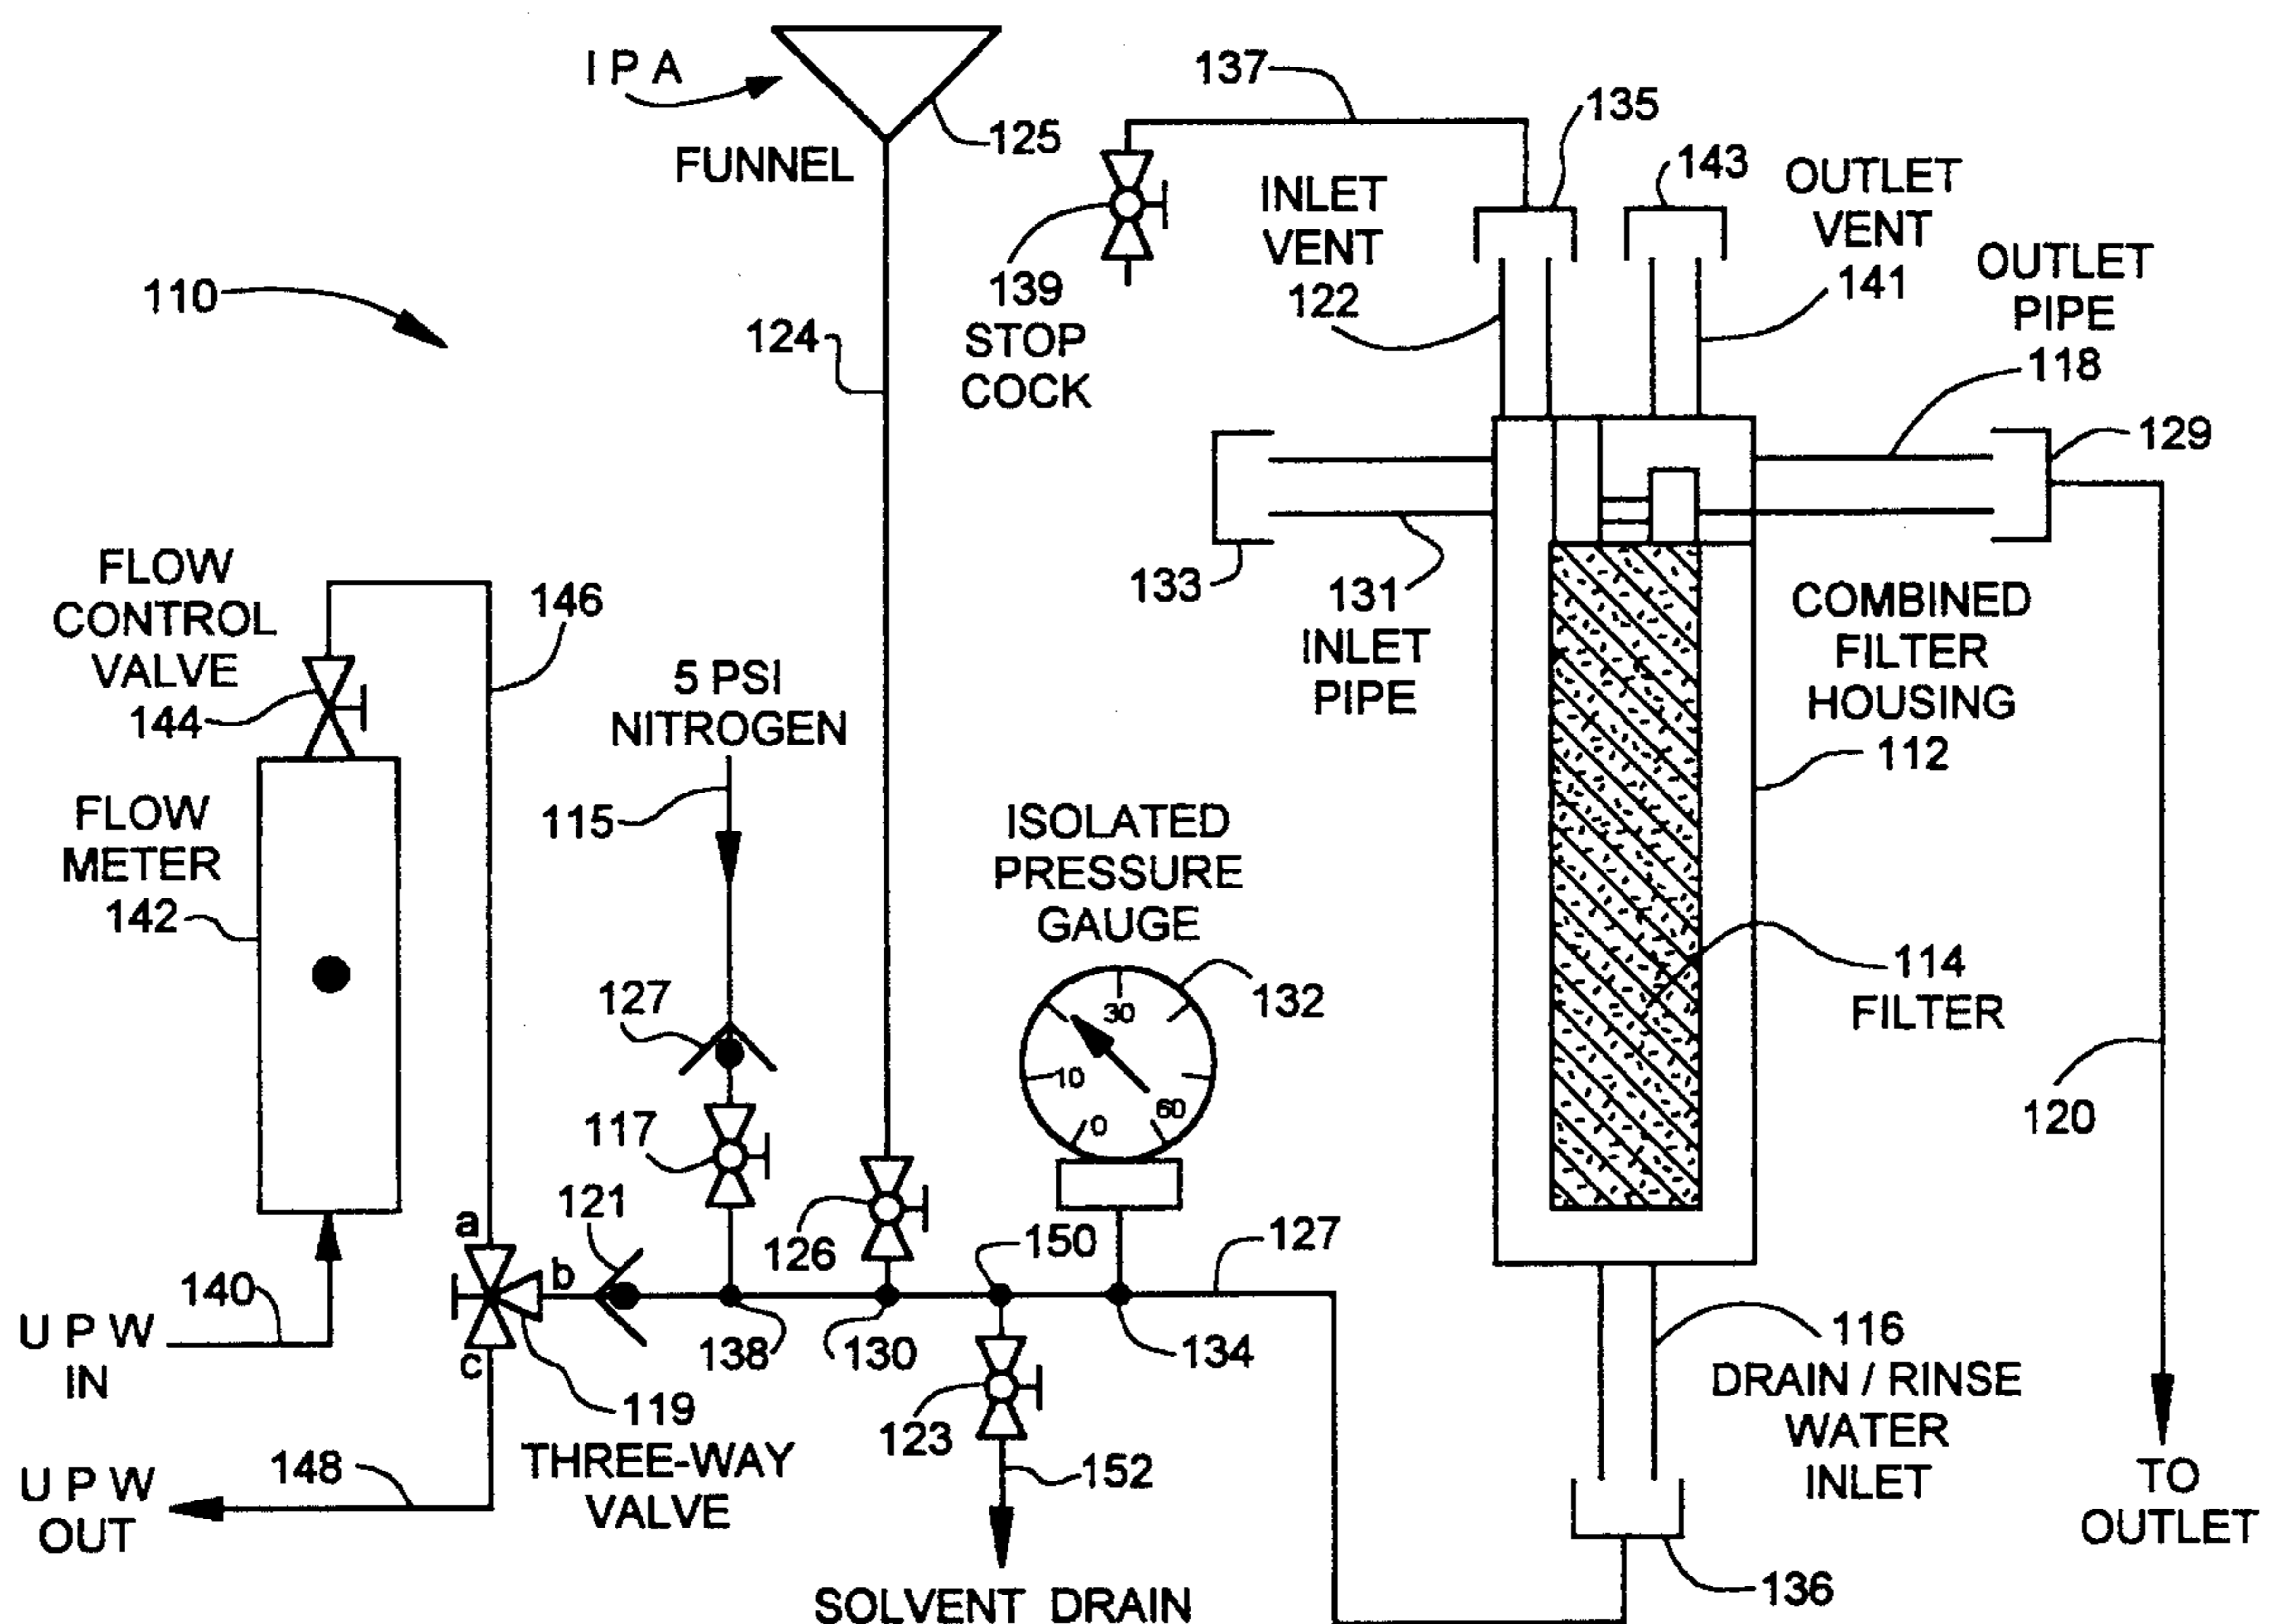 I P A
FUNNEL
125
124
110
137
135
143
139
STOP
COCK
INLET
VENT
122
OUTLET
VENT
141
OUTLET
PIPE
118
129
133
131
INLET
PIPE
COMBINED
FILTER
HOUSING
112
114
FILTER
120
TO
OUTLET
FLOW
CONTROL
VALVE
144
146
FLOW
METER
142
5 PSI
NITROGEN
115
127
117
121
126
ISOLATED
PRESSURE
GAUGE
132
30
10
0
60
150
127
a
b
c
140
U P W
IN
119
THREE-WAY
VALVE
138
130
134
123
152
SOLVENT DRAIN
148
U P W
OUT
116
DRAIN / RINSE
WATER
INLET
136